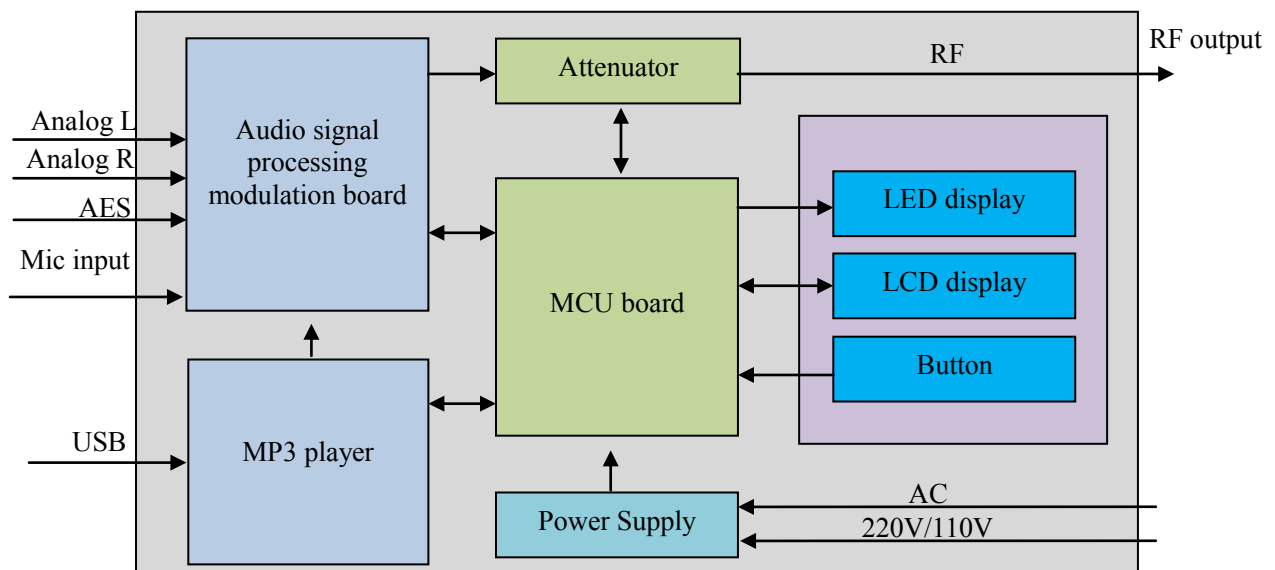 RF output
Attenuator
RF
Analog L
Analog R
AES
Mic input
Audio signal
processing
modulation board
LED display
LCD display
Button
MCU board
USB
MP3 player
Power Supply
AC
220V/110V